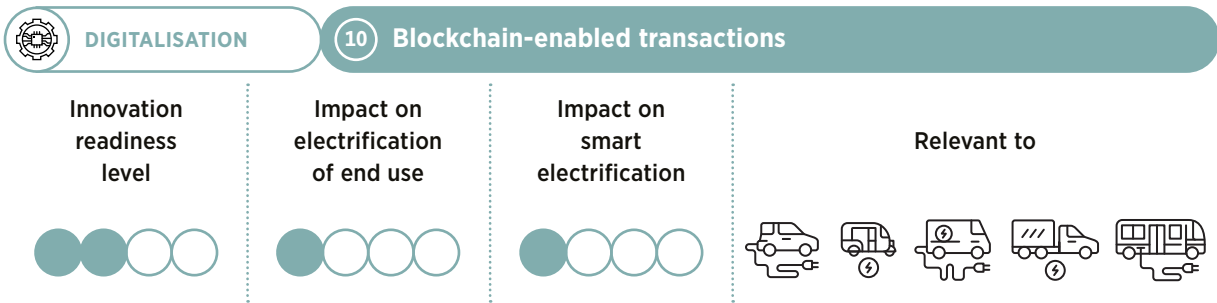 DIGITALISATION
10 Blockchain-enabled transactions
Innovation
readiness
level
Impact on
electrification
of end use
Impact on
smart
electrification
Relevant to